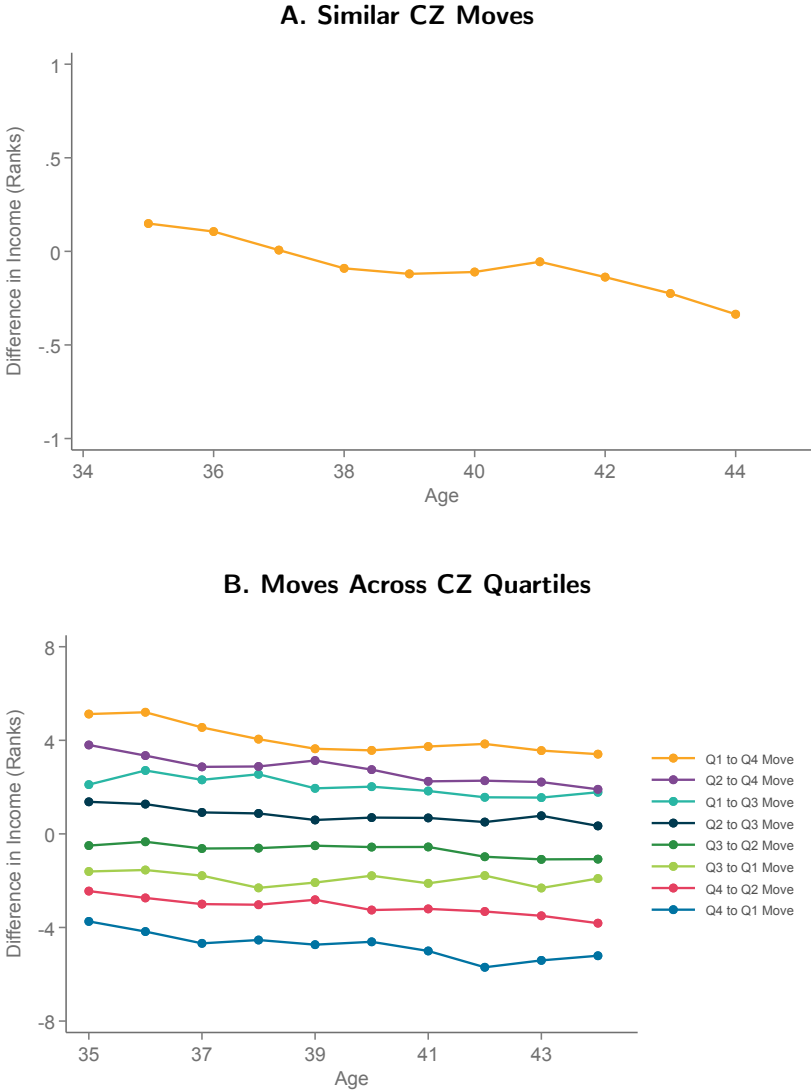 A. Similar CZ Moves
Difference in Income (Ranks)
1
.5
0
-.5
-1
34 36 38 40 42 44
Age
B. Moves Across CZ Quartiles
Difference in Income (Ranks)
8
4
0
-4
-8
35 37 39 41 43
Age
Q1 to Q4 Move
Q2 to Q4 Move
Q1 to Q3 Move
Q2 to Q3 Move
Q3 to Q2 Move
Q3 to Q1 Move
Q4 to Q2 Move
Q4 to Q1 Move